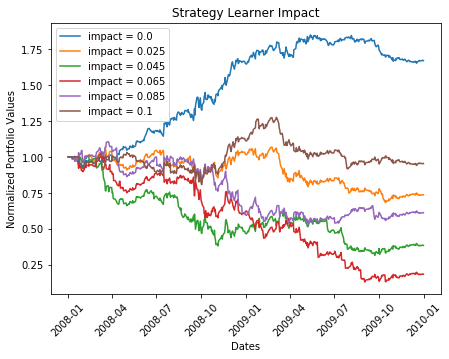 Strategy Learner Impact
impact = 0.0
impact = 0.025
impact = 0.045
impact = 0.065
impact = 0.085
impact = 0.1
Normalized Portfolio Values
1.75
1.50
1.25
1.00
0.75
0.50
0.25
2008-01
2008-04
2008-07
2008-10
2009-01
2009-04
2009-07
2009-10
2010-01
Dates